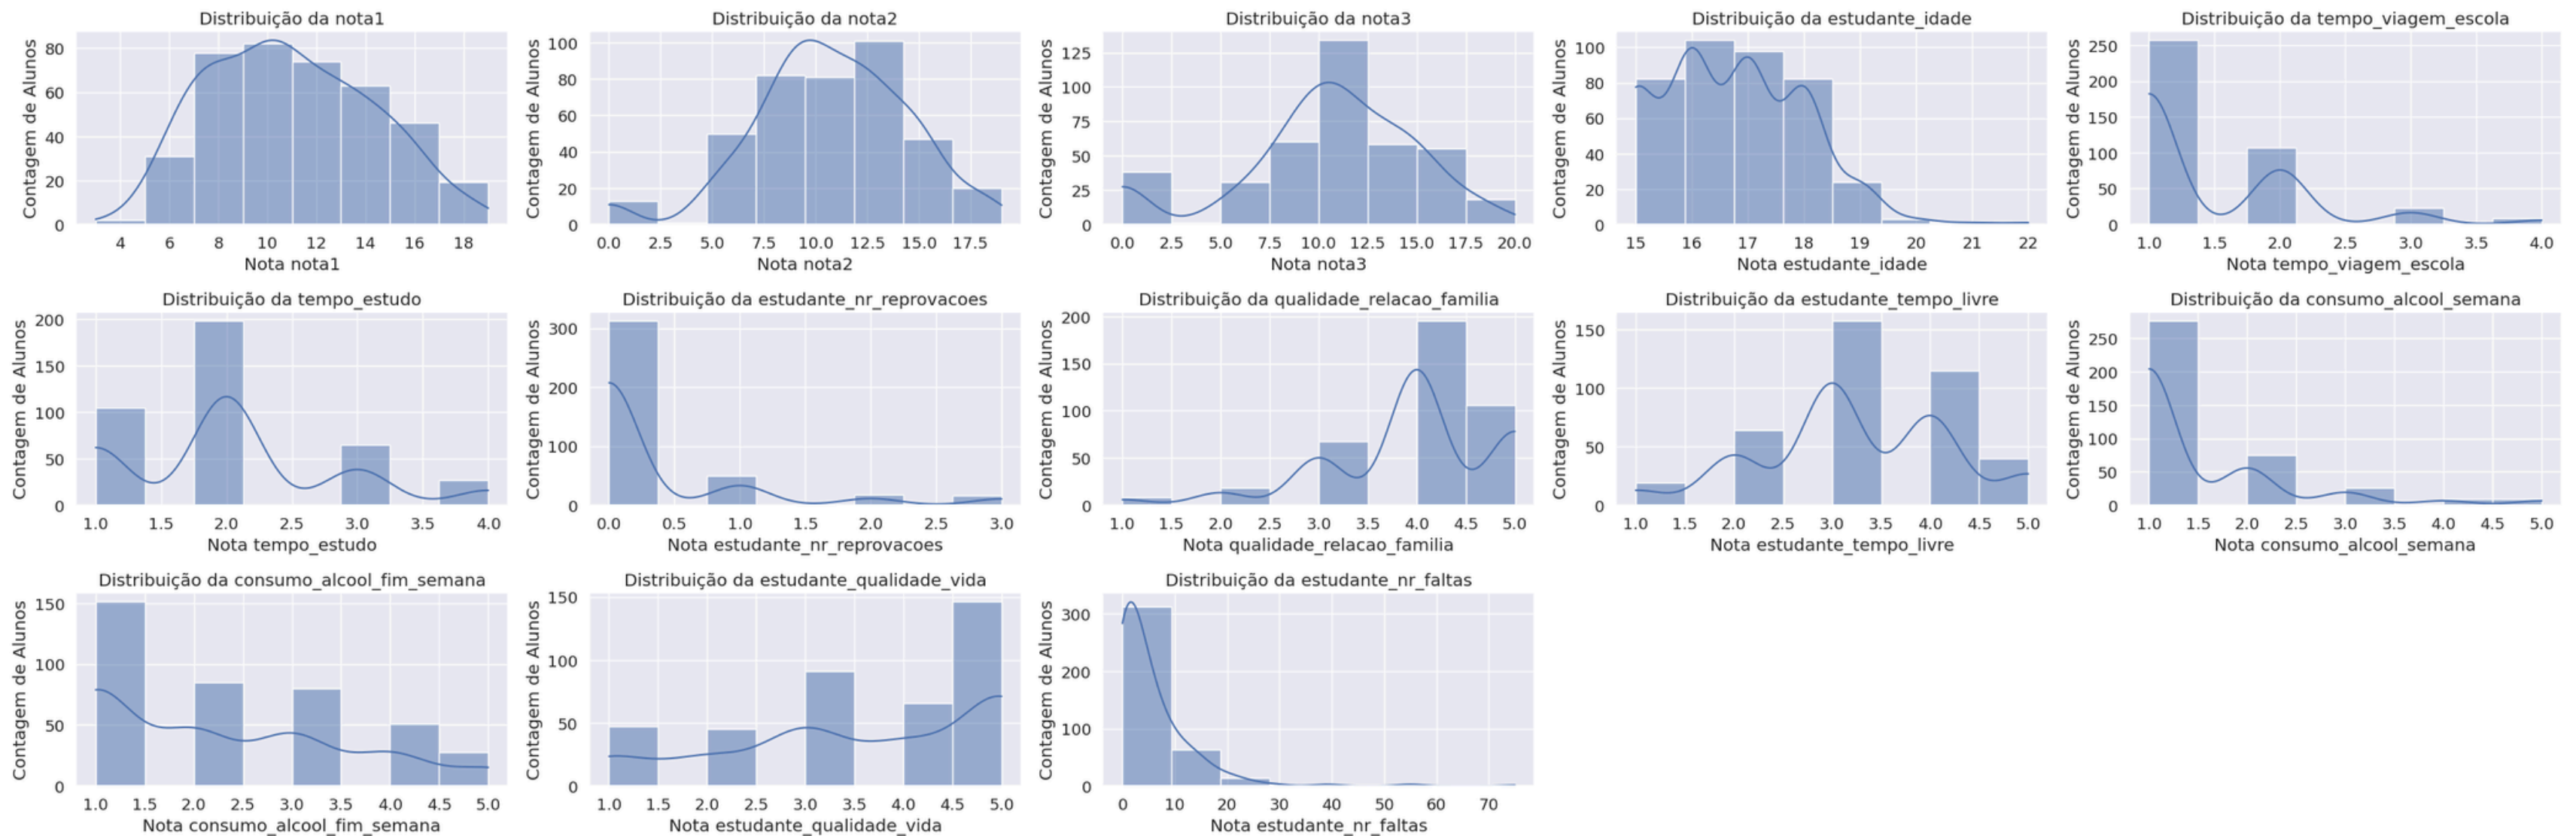 Distribuição da nota1
Contagem de Alunos
80
60
40
20
0
4 6 8 10 12 14 16 18
Nota nota1
Distribuição da nota2
Contagem de Alunos
100
80
60
40
20
0
0.0 2.5 5.0 7.5 10.0 12.5 15.0 17.5
Nota nota2
Distribuição da nota3
Contagem de Alunos
125
100
75
50
25
0
0.0 2.5 5.0 7.5 10.0 12.5 15.0 17.5 20.0
Nota nota3
Distribuição da estudante_idade
Contagem de Alunos
100
80
60
40
20
0
15 16 17 18 19 20 21 22
Nota estudante_idade
Distribuição da tempo_viagem_escola
Contagem de Alunos
250
200
150
100
50
0
1.0 1.5 2.0 2.5 3.0 3.5 4.0
Nota tempo_viagem_escola
Distribuição da tempo_estudo
Contagem de Alunos
200
150
100
50
0
1.0 1.5 2.0 2.5 3.0 3.5 4.0
Nota tempo_estudo
Distribuição da estudante_nr_reprovacoes
Contagem de Alunos
300
200
100
0
0.0 0.5 1.0 1.5 2.0 2.5 3.0
Nota estudante_nr_reprovacoes
Distribuição da qualidade_relacao_familia
Contagem de Alunos
200
150
100
50
0
1.0 1.5 2.0 2.5 3.0 3.5 4.0 4.5 5.0
Nota qualidade_relacao_familia
Distribuição da estudante_tempo_livre
Contagem de Alunos
150
100
50
0
1.0 1.5 2.0 2.5 3.0 3.5 4.0 4.5 5.0
Nota estudante_tempo_livre
Distribuição da consumo_alcool_semana
Contagem de Alunos
250
200
150
100
50
0
1.0 1.5 2.0 2.5 3.0 3.5 4.0 4.5 5.0
Nota consumo_alcool_semana
Distribuição da consumo_alcool_fim_semana
Contagem de Alunos
150
100
50
0
1.0 1.5 2.0 2.5 3.0 3.5 4.0 4.5 5.0
Nota consumo_alcool_fim_semana
Distribuição da estudante_qualidade_vida
Contagem de Alunos
150
100
50
0
1.0 1.5 2.0 2.5 3.0 3.5 4.0 4.5 5.0
Nota estudante_qualidade_vida
Distribuição da estudante_nr_faltas
Contagem de Alunos
300
200
100
0
0 10 20 30 40 50 60 70
Nota estudante_nr_faltas